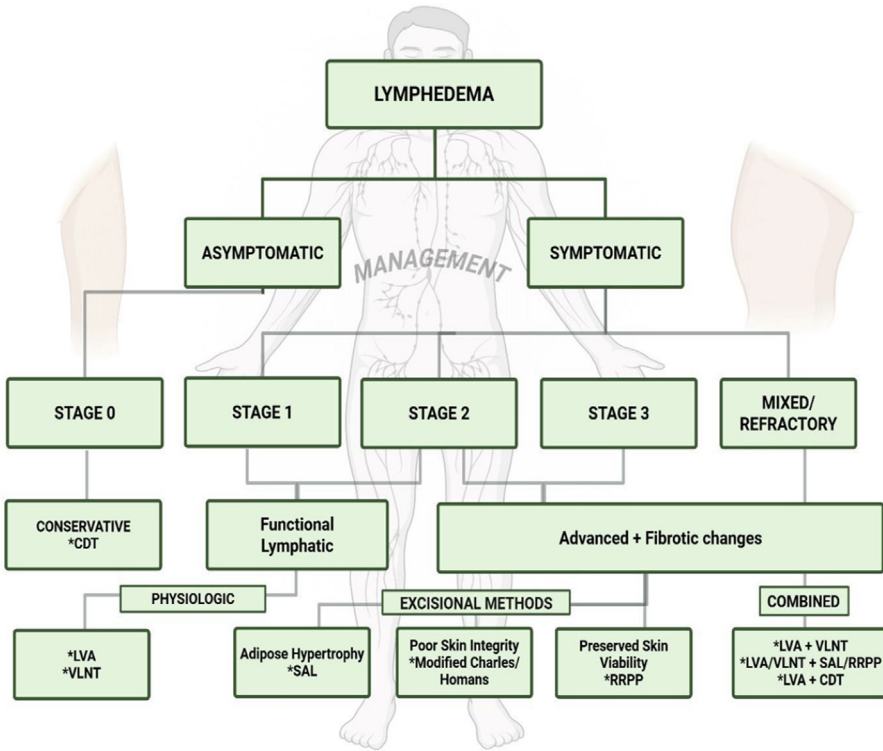 LYMPHEDEMA
ASYMPTOMATIC
SYMPTOMATIC
MANAGEMENT
STAGE 0
STAGE 1
STAGE 2
STAGE 3
MIXED/
REFRACTORY
CONSERVATIVE
*CDT
Functional
Lymphatic
Advanced + Fibrotic changes
PHYSIOLOGIC
EXCISIONAL METHODS
COMBINED
*LVA
*VLNT
Adipose Hypertrophy
*SAL
Poor Skin Integrity
*Modified Charles/
Homans
Preserved Skin
Viability
*RRPP
*LVA + VLNT
*LVA/VLNT + SAL/RRPP
*LVA + CDT